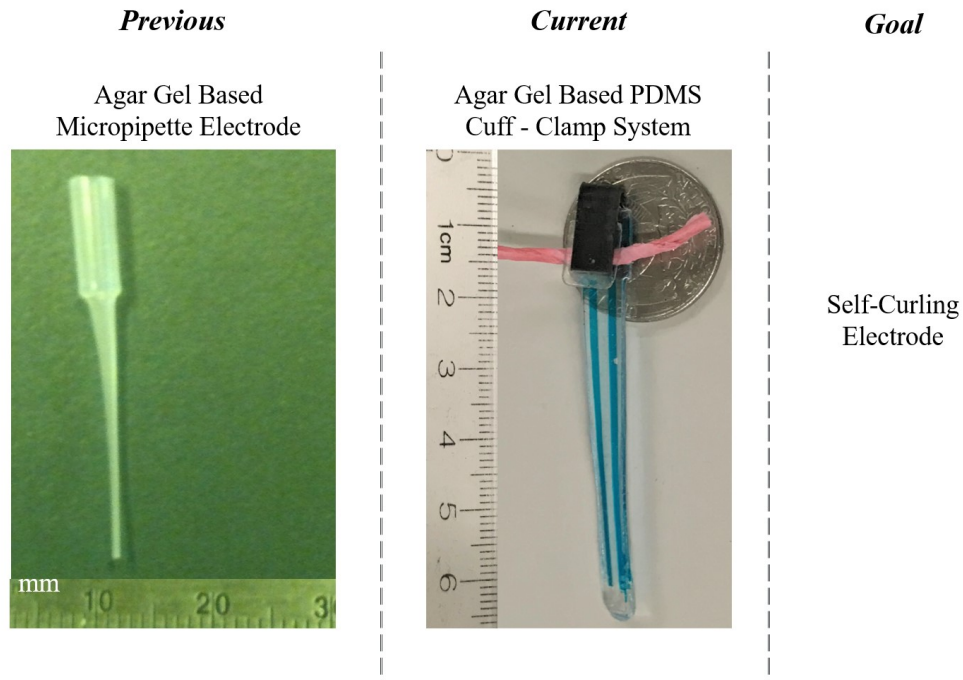 Previous
Current
Goal
Agar Gel Based
Micropipette Electrode
Agar Gel Based PDMS
Cuff - Clamp System
Self-Curling
Electrode
1cm
2
3
4
5
6
mm
10
20